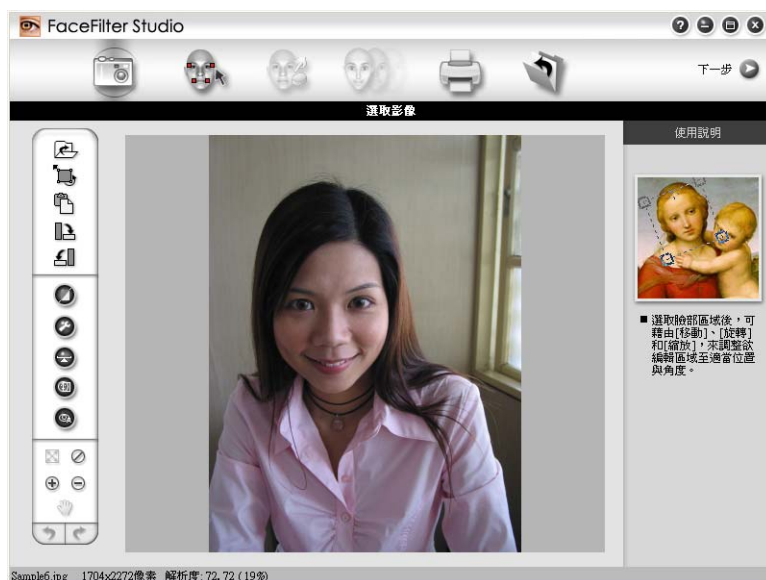 FaceFilter Studio
下一步
選取影像
使用說明
■ 選取臉部區域後，可
藉由[移動]、[旋轉]
和[縮放]，來調整欲
編輯區域至適當位置
與角度。
Sample6.jpg 1704x2272像素 解析度: 72, 72 ( 19%)